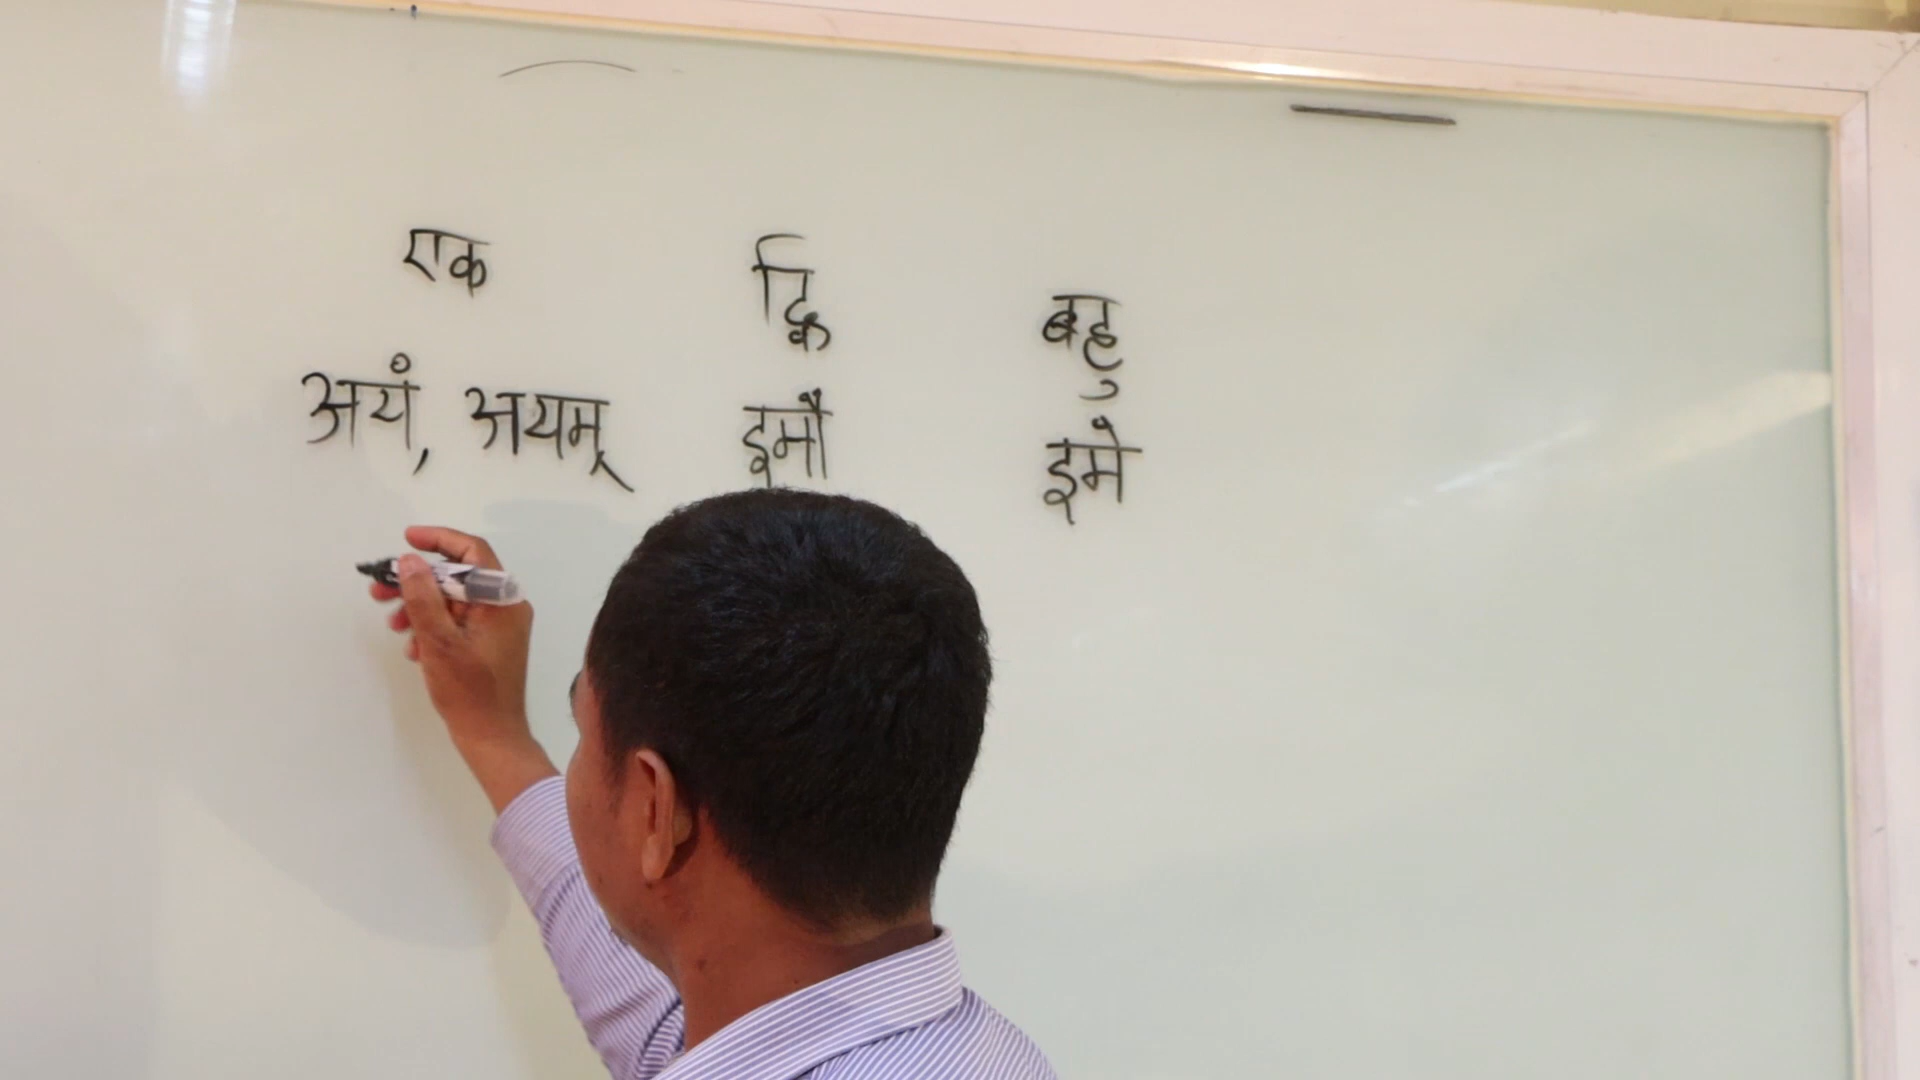 एक द्वि बहु
अयं, अयम् इमौ इमे